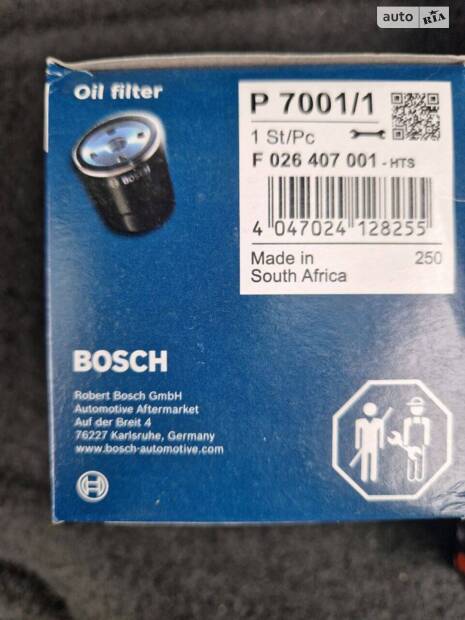 auto RIA
Oil filter
P 7001/1
1 St/Pc
F 026 407 001 - HTS
4 047024 128255
Made in 250
South Africa
BOSCH
BOSCH
Robert Bosch GmbH
Automotive Aftermarket
Auf der Breit 4
76227 Karlsruhe, Germany
www.bosch-automotive.com